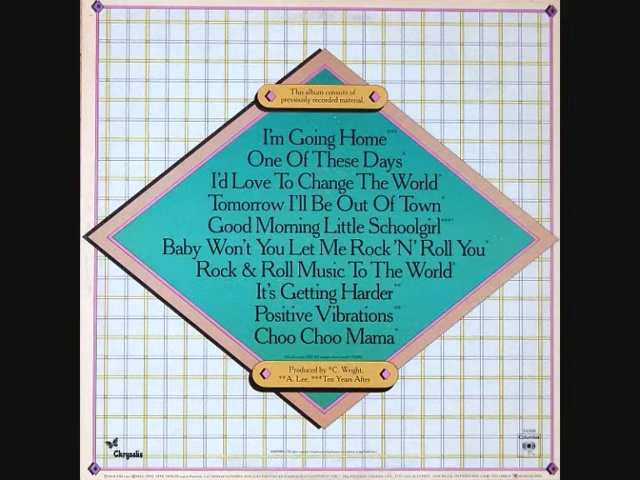 This album consists of
previously recorded material.
I'm Going Home***
One Of These Days*
I'd Love To Change The World*
Tomorrow I'll Be Out Of Town*
Good Morning Little Schoolgirl***
Baby Won't You Let Me Rock 'N' Roll You*
Rock & Roll Music To The World*
It's Getting Harder**
Positive Vibrations**
Choo Choo Mama*
Produced by *C. Wright,
**A. Lee, ***Ten Years After
Chrysalis
Columbia